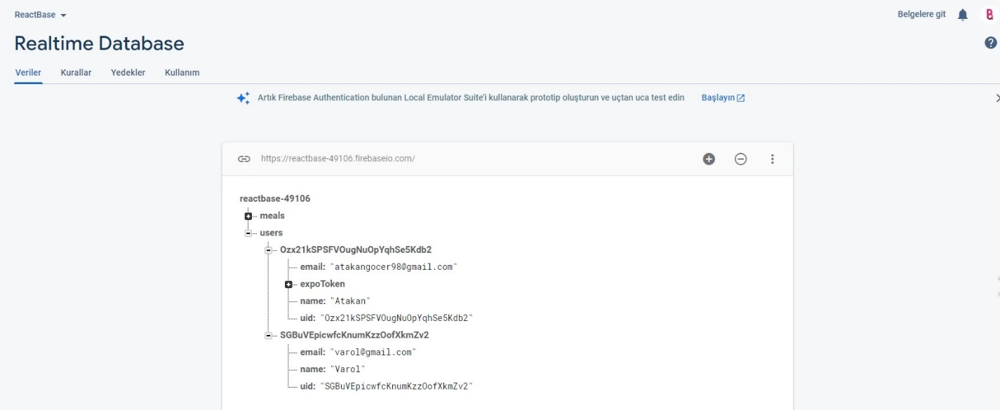 ReactBase
Belgelere git
Realtime Database
Veriler Kurallar Yedekler Kullanım
Artık Firebase Authentication bulunan Local Emulator Suite'i kullanarak prototip oluşturun ve uçtan uca test edin Başlayın
https://reactbase-49106.firebaseio.com/
reactbase-49106
meals
users
Ozx21kSPSFVOugNuOpYqhSe5Kdb2
email: "atakangocer98@gmail.com"
expoToken
name: "Atakan"
uid: "Ozx21kSPSFVOugNuOpYqhSe5Kdb2"
SGBuVEpicwfcKnumKzzOofXkmZv2
email: "varol@gmail.com"
name: "Varol"
uid: "SGBuVEpicwfcKnumKzzOofXkmZv2"